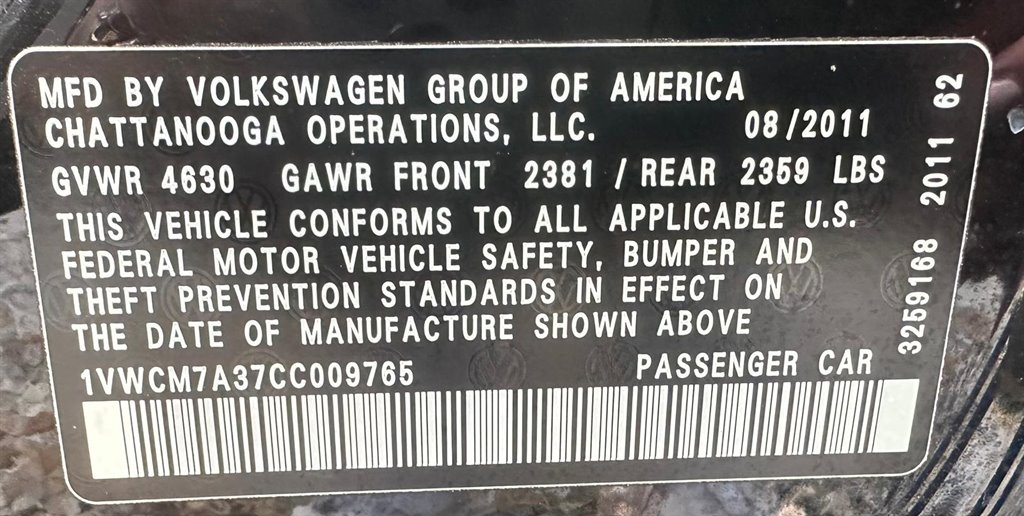 MFD BY VOLKSWAGEN GROUP OF AMERICA
CHATTANOOGA OPERATIONS, LLC. 08/2011
GVWR 4630 GAWR FRONT 2381 / REAR 2359 LBS
THIS VEHICLE CONFORMS TO ALL APPLICABLE U.S.
FEDERAL MOTOR VEHICLE SAFETY, BUMPER AND
THEFT PREVENTION STANDARDS IN EFFECT ON
THE DATE OF MANUFACTURE SHOWN ABOVE
1VWCM7A37CC009765 PASSENGER CAR
3259168 2011 62